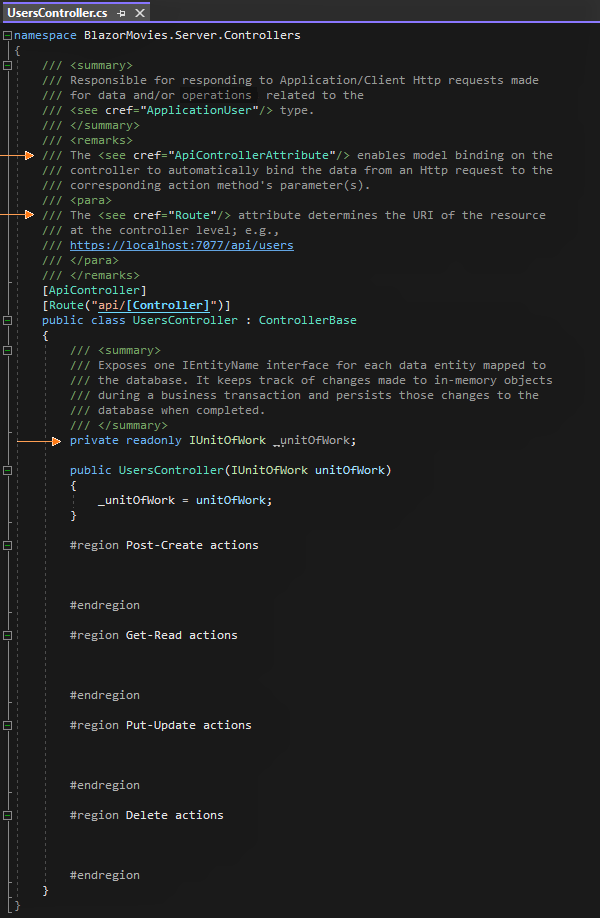 UsersController.cs
namespace BlazorMovies.Server.Controllers
{
/// <summary>
/// Responsible for responding to Application/Client Http requests made
/// for data and/or operations related to the
/// <see cref="ApplicationUser"/> type.
/// </summary>
/// <remarks>
/// The <see cref="ApiControllerAttribute"/> enables model binding on the
/// controller to automatically bind the data from an Http request to the
/// corresponding action method's parameter(s).
/// <para>
/// The <see cref="Route"/> attribute determines the URI of the resource
/// at the controller level; e.g.,
/// https://localhost:7077/api/users
/// </para>
/// </remarks>
[ApiController]
[Route("api/[Controller]")]
public class UsersController : ControllerBase
{
/// <summary>
/// Exposes one IEntityName interface for each data entity mapped to
/// the database. It keeps track of changes made to in-memory objects
/// during a business transaction and persists those changes to the
/// database when completed.
/// </summary>
private readonly IUnitOfWork _unitOfWork;
public UsersController(IUnitOfWork unitOfWork)
{
_unitOfWork = unitOfWork;
}
#region Post-Create actions
#endregion
#region Get-Read actions
#endregion
#region Put-Update actions
#endregion
#region Delete actions
#endregion
}
}